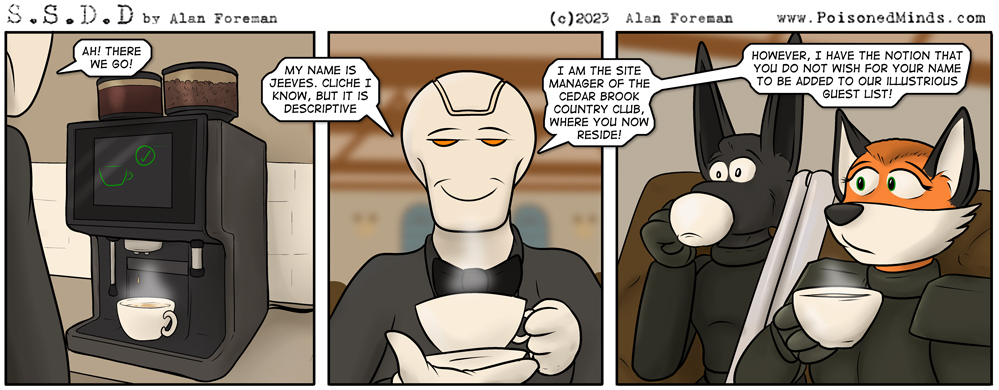 S.S.D.D by Alan Foreman (c)2023 Alan Foreman www.PoisonedMinds.com
AH! THERE
WE GO!
MY NAME IS
JEEVES. CLICHE I
KNOW, BUT IT IS
DESCRIPTIVE
I AM THE SITE
MANAGER OF THE
CEDAR BROOK
COUNTRY CLUB,
WHERE YOU NOW
RESIDE!
HOWEVER, I HAVE THE NOTION THAT
YOU DO NOT WISH FOR YOUR NAME
TO BE ADDED TO OUR ILLUSTRIOUS
GUEST LIST!